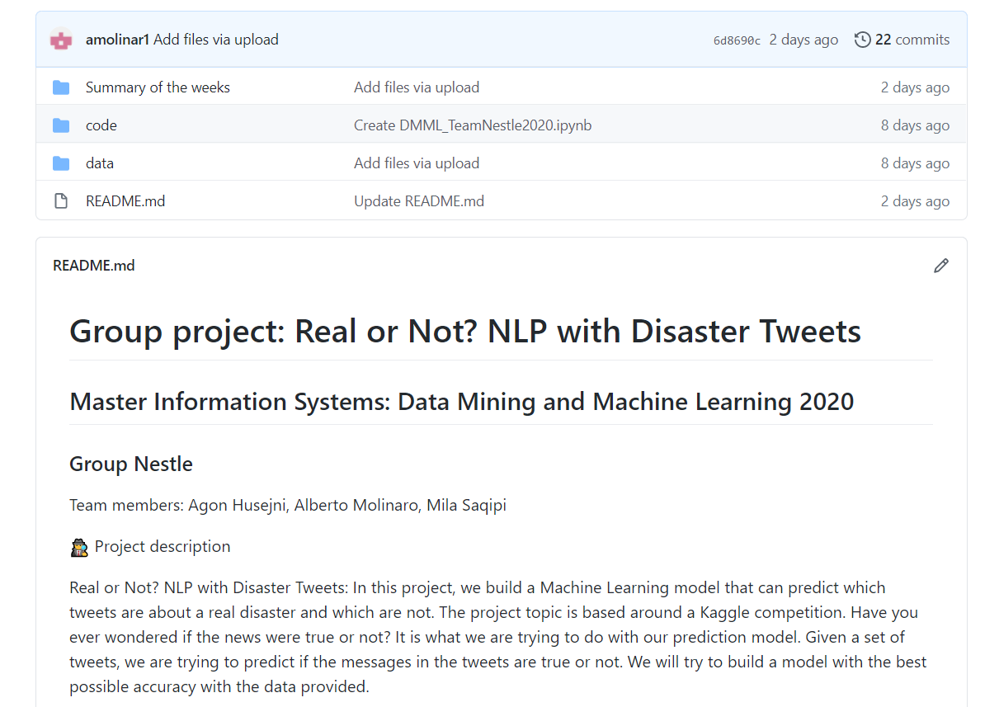 amolinar1 Add files via upload 6d8690c 2 days ago 22 commits
Summary of the weeks Add files via upload 2 days ago
code Create DMML_TeamNestle2020.ipynb 8 days ago
data Add files via upload 8 days ago
README.md Update README.md 2 days ago
README.md
Group project: Real or Not? NLP with Disaster Tweets
Master Information Systems: Data Mining and Machine Learning 2020
Group Nestle
Team members: Agon Husejni, Alberto Molinaro, Mila Saqipi
Project description
Real or Not? NLP with Disaster Tweets: In this project, we build a Machine Learning model that can predict which
tweets are about a real disaster and which are not. The project topic is based around a Kaggle competition. Have you
ever wondered if the news were true or not? It is what we are trying to do with our prediction model. Given a set of
tweets, we are trying to predict if the messages in the tweets are true or not. We will try to build a model with the best
possible accuracy with the data provided.